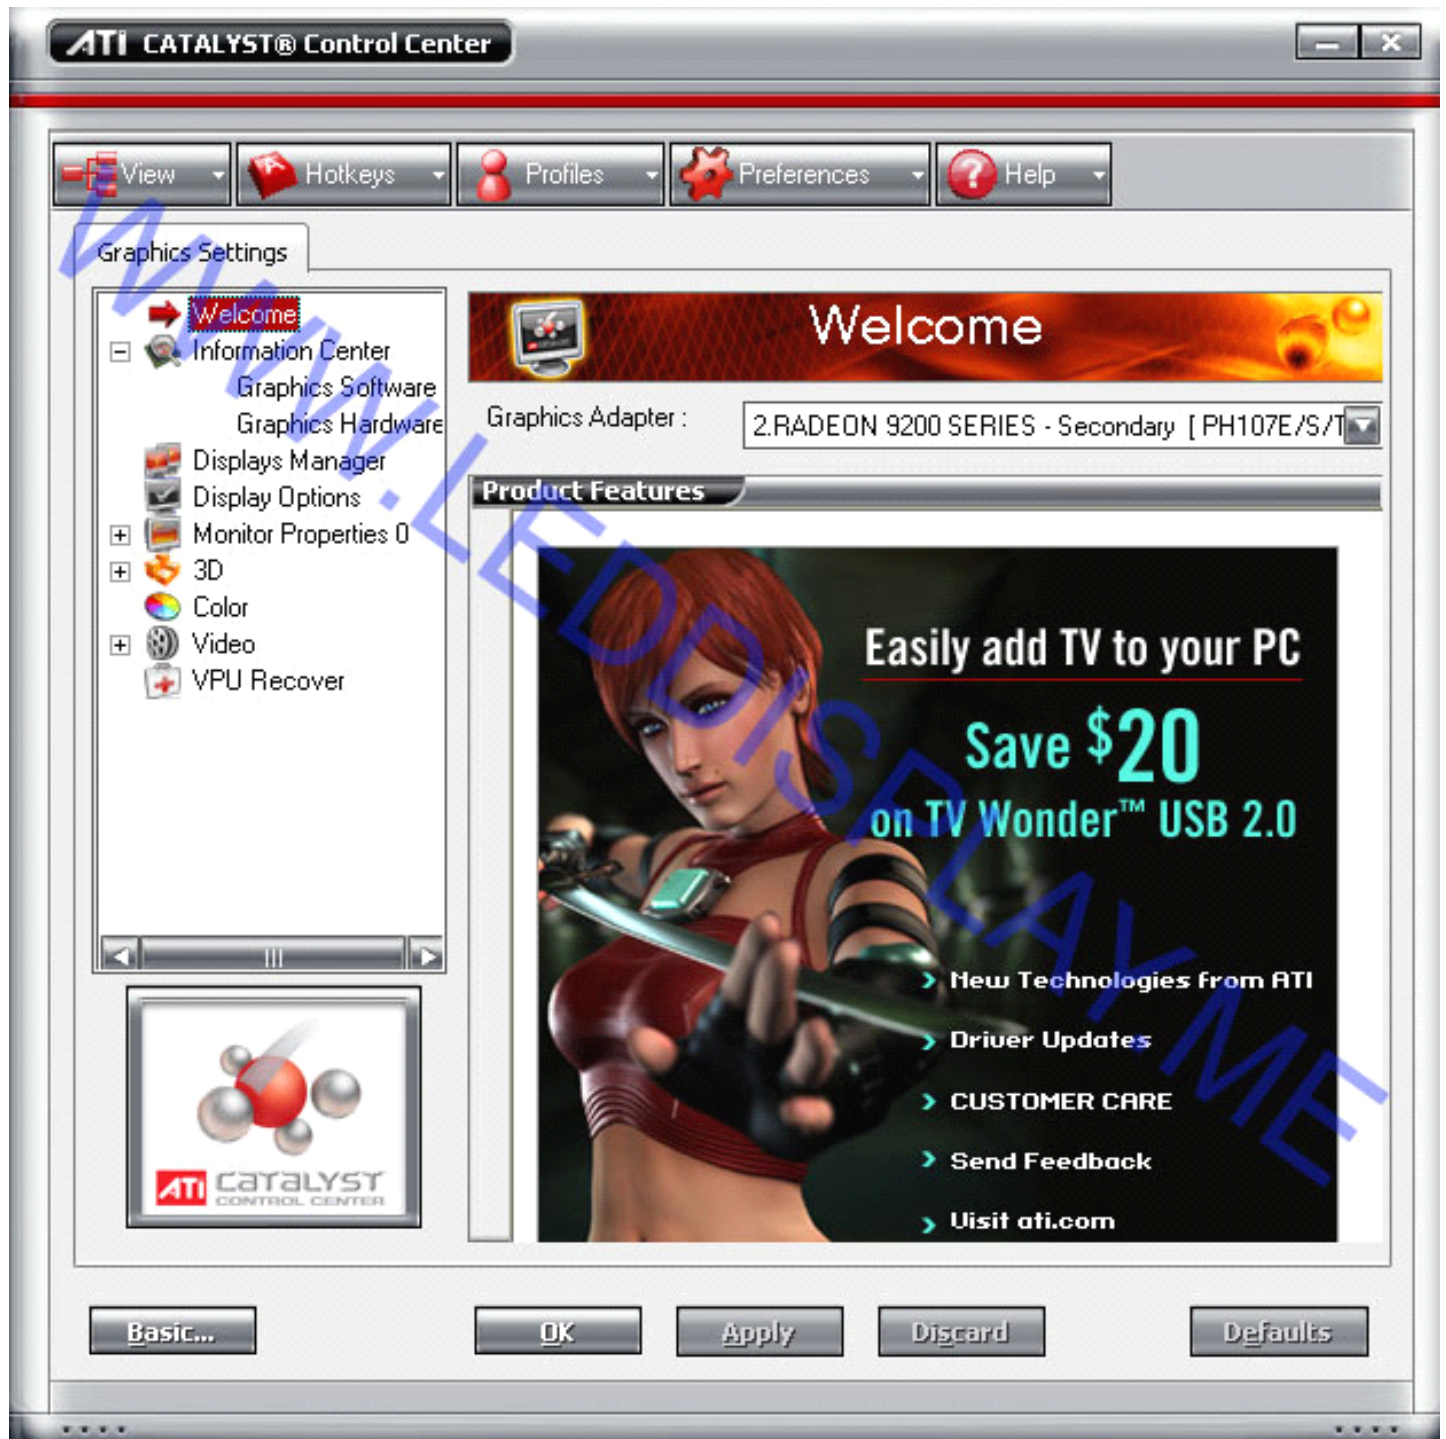 ATI CATALYST® Control Center
View
Hotkeys
Profiles
Preferences
Help
Graphics Settings
Welcome
Information Center
Graphics Software
Graphics Hardware
Displays Manager
Display Options
Monitor Properties 0
3D
Color
Video
VPU Recover
Welcome
Graphics Adapter :
2.RADEON 9200 SERIES - Secondary [ PH107E/S/T
Product Features
Easily add TV to your PC
Save $20
on TV Wonder™ USB 2.0
New Technologies from ATI
Driver Updates
CUSTOMER CARE
Send Feedback
Visit ati.com
ATI CATALYST
CONTROL CENTER
Basic...
OK
Apply
Discard
Defaults
WWW.LEDDISPLAY.ME